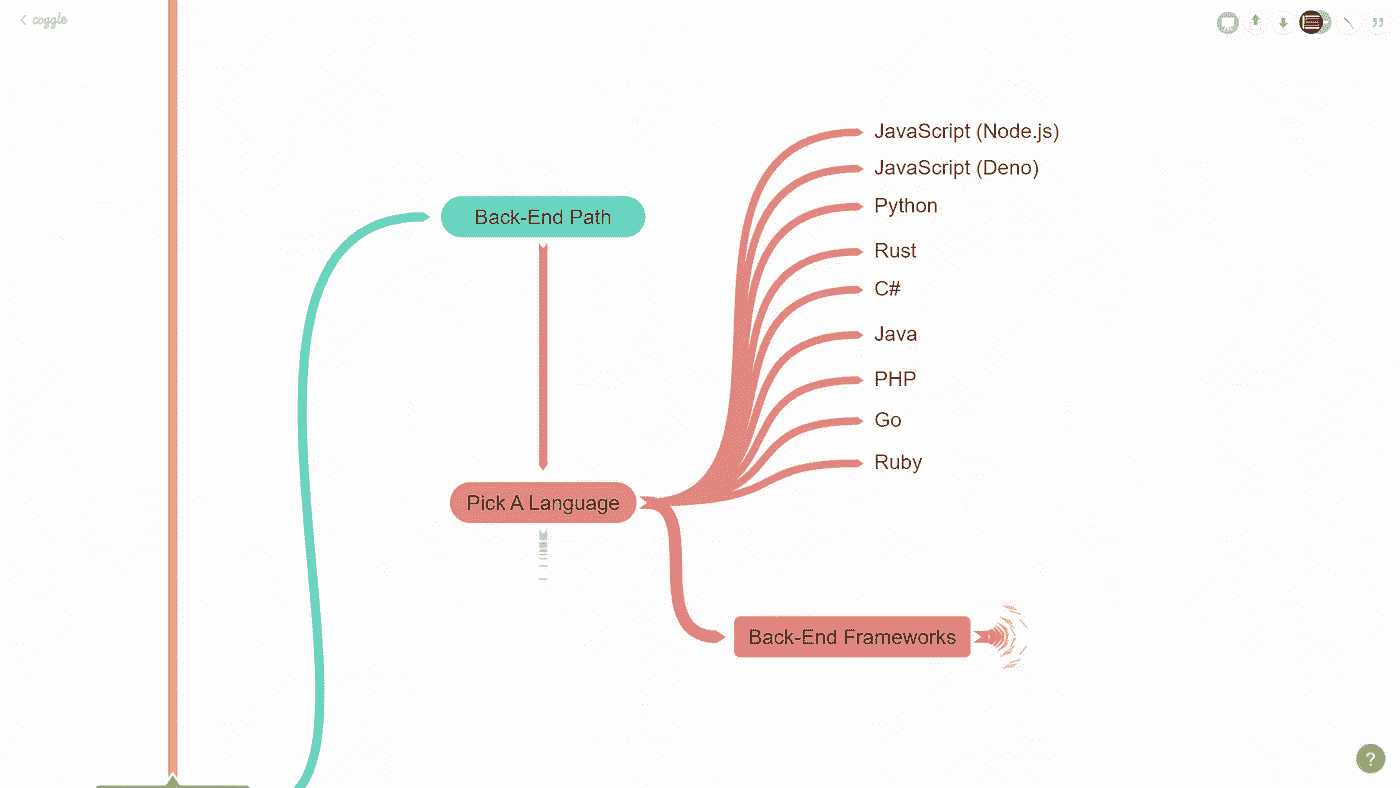 coggle
JavaScript (Node.js)
JavaScript (Deno)
Python
Back-End Path
Rust
C#
Java
PHP
Go
Ruby
Pick A Language
Back-End Frameworks
?